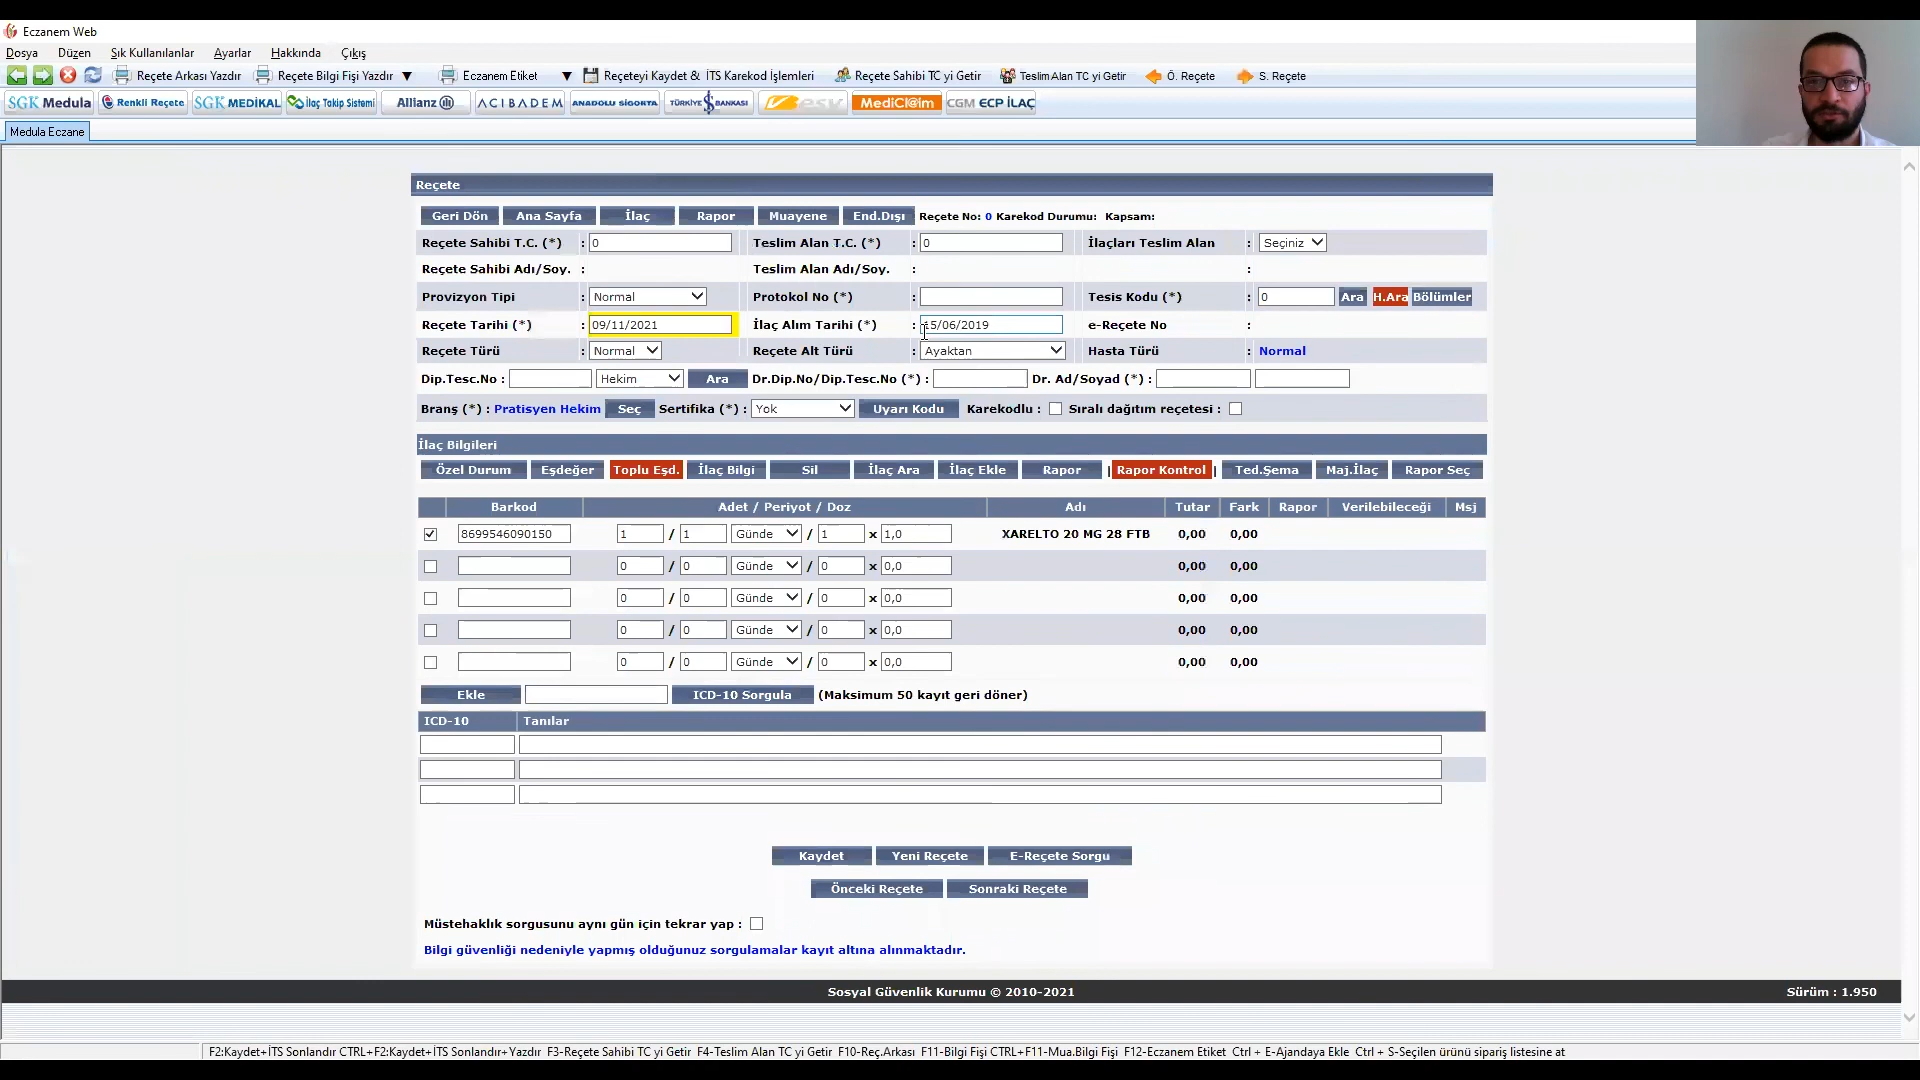 Eczanem Web
Dosya Düzen Sık Kullanılanlar Ayarlar Hakkında Çıkış
Reçete Arkası Yazdır Reçete Bilgi Fişi Yazdır Eczanem Etiket Reçeteyi Kaydet & İTS Karekod İşlemleri Reçete Sahibi TC yi Getir Teslim Alan TC yi Getir Ö. Reçete S. Reçete
SGK Medula Renkli Reçete SGK MEDİKAL İlaç Takip Sistemi Allianz ACIBADEM ANADOLU SİGORTA TÜRKİYE BANKASI MediCl@im CGM ECP İLAÇ
Medula Eczane
Reçete
Geri Dön Ana Sayfa İlaç Rapor Muayene End.Dışı Reçete No: 0 Karekod Durumu: Kapsam:
Reçete Sahibi T.C. (*) : 0 Teslim Alan T.C. (*) : 0 İlaçları Teslim Alan : Seçiniz
Reçete Sahibi Adı/Soy. : Teslim Alan Adı/Soy. : :
Provizyon Tipi : Normal Protokol No (*) : Tesis Kodu (*) : 0 Ara H.Ara Bölümler
Reçete Tarihi (*) : 09/11/2021 İlaç Alım Tarihi (*) : 15/06/2019 e-Reçete No :
Reçete Türü : Normal Reçete Alt Türü : Ayaktan Hasta Türü : Normal
Dip.Tesc.No : Hekim Ara Dr.Dip.No/Dip.Tesc.No (*) : Dr. Ad/Soyad (*) :
Branş (*) : Pratisyen Hekim Seç Sertifika (*) : Yok Uyarı Kodu Karekodlu : Sıralı dağıtım reçetesi :
İlaç Bilgileri
Özel Durum Eşdeğer Toplu Eşd. İlaç Bilgi Sil İlaç Ara İlaç Ekle Rapor | Rapor Kontrol | Ted.Şema Maj.İlaç Rapor Seç
Barkod Adet / Periyot / Doz Adı Tutar Fark Rapor Verilebileceği Msj
8699546090150 1 / 1 Günde / 1 x 1,0 XARELTO 20 MG 28 FTB 0,00 0,00
0 / 0 Günde / 0 x 0,0 0,00 0,00
0 / 0 Günde / 0 x 0,0 0,00 0,00
0 / 0 Günde / 0 x 0,0 0,00 0,00
0 / 0 Günde / 0 x 0,0 0,00 0,00
Ekle ICD-10 Sorgula (Maksimum 50 kayıt geri döner)
ICD-10 Tanılar
Kaydet Yeni Reçete E-Reçete Sorgu
Önceki Reçete Sonraki Reçete
Müstehaklık sorgusunu aynı gün için tekrar yap :
Bilgi güvenliği nedeniyle yapmış olduğunuz sorgulamalar kayıt altına alınmaktadır.
Sosyal Güvenlik Kurumu © 2010-2021 Sürüm : 1.950
F2:Kaydet+İTS Sonlandır CTRL+F2:Kaydet+İTS Sonlandır+Yazdır F3-Reçete Sahibi TC yi Getir F4-Teslim Alan TC yi Getir F10-Reç.Arkası F11-Bilgi Fişi CTRL+F11-Mua.Bilgi Fişi F12-Eczanem Etiket Ctrl + E-Ajandaya Ekle Ctrl + S-Seçilen ürünü sipariş listesine at